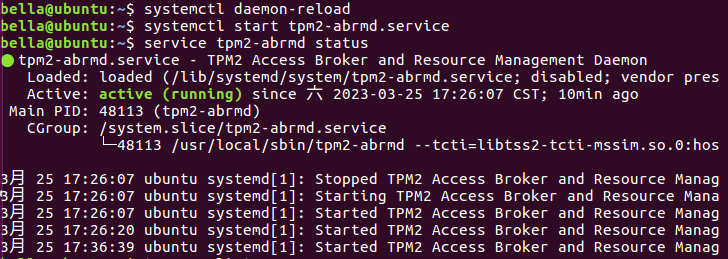 bella@ubuntu:~$ systemctl daemon-reload
bella@ubuntu:~$ systemctl start tpm2-abrmd.service
bella@ubuntu:~$ service tpm2-abrmd status
● tpm2-abrmd.service - TPM2 Access Broker and Resource Management Daemon
Loaded: loaded (/lib/systemd/system/tpm2-abrmd.service; disabled; vendor pres
Active: active (running) since 六 2023-03-25 17:26:07 CST; 10min ago
Main PID: 48113 (tpm2-abrmd)
CGroup: /system.slice/tpm2-abrmd.service
└─48113 /usr/local/sbin/tpm2-abrmd --tcti=libtss2-tcti-mssim.so.0:hos
3月 25 17:26:07 ubuntu systemd[1]: Stopped TPM2 Access Broker and Resource Manag
3月 25 17:26:07 ubuntu systemd[1]: Starting TPM2 Access Broker and Resource Mana
3月 25 17:26:07 ubuntu systemd[1]: Started TPM2 Access Broker and Resource Manag
3月 25 17:26:20 ubuntu systemd[1]: Started TPM2 Access Broker and Resource Manag
3月 25 17:36:39 ubuntu systemd[1]: Started TPM2 Access Broker and Resource Manag